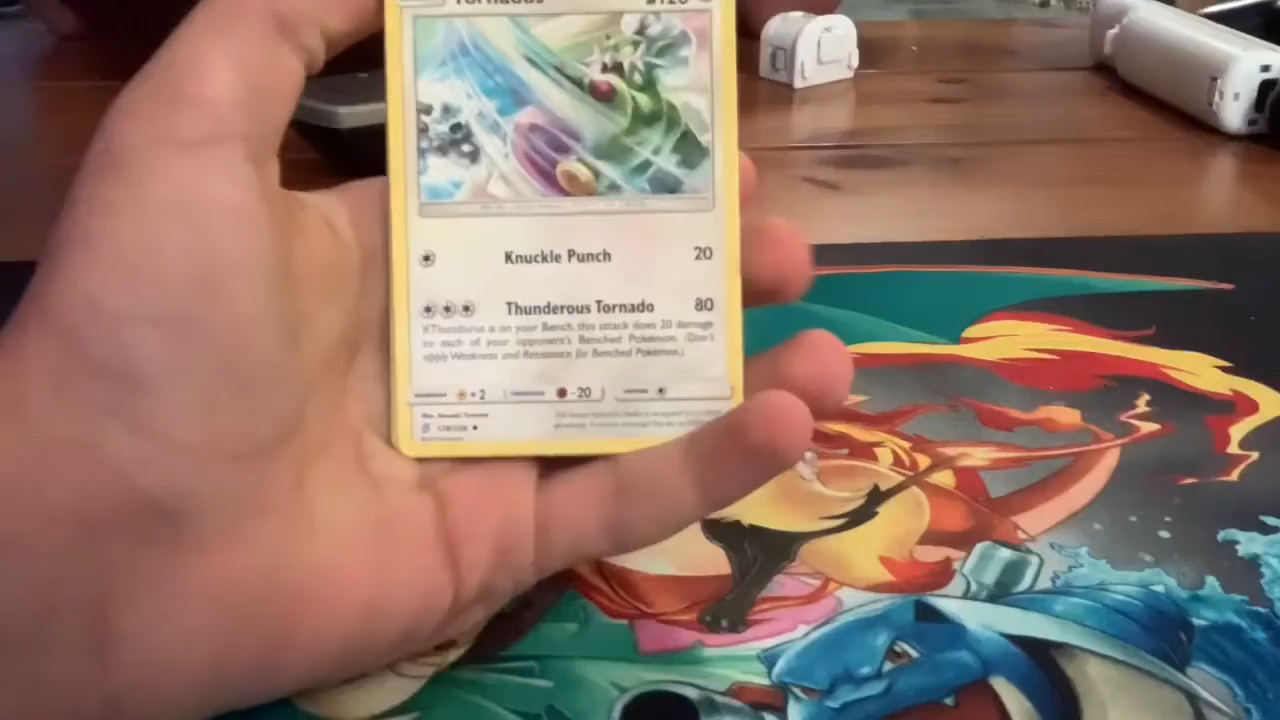 Tornadus
Knuckle Punch 20
Thunderous Tornado 80
If Thundurus is on your Bench, this attack does 20 damage
to each of your opponent's Benched Pokémon. (Don't
apply Weakness and Resistance for Benched Pokémon.)
×2 -20